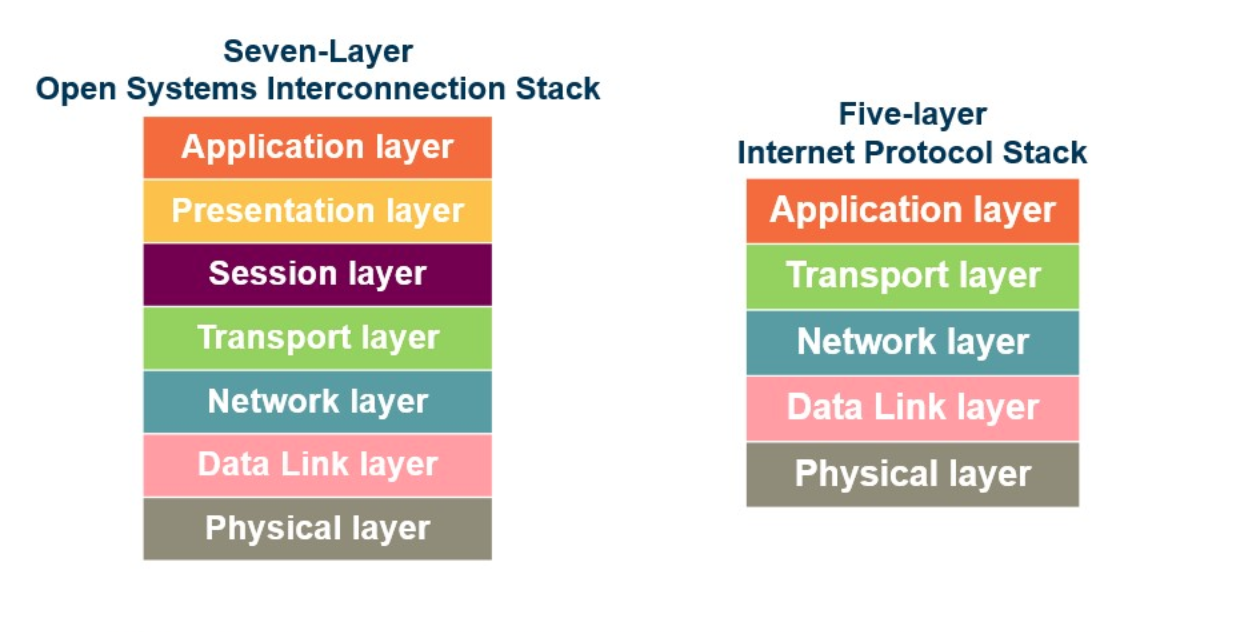 Seven-Layer
Open Systems Interconnection Stack
Application layer
Presentation layer
Session layer
Transport layer
Network layer
Data Link layer
Physical layer
Five-layer
Internet Protocol Stack
Application layer
Transport layer
Network layer
Data Link layer
Physical layer